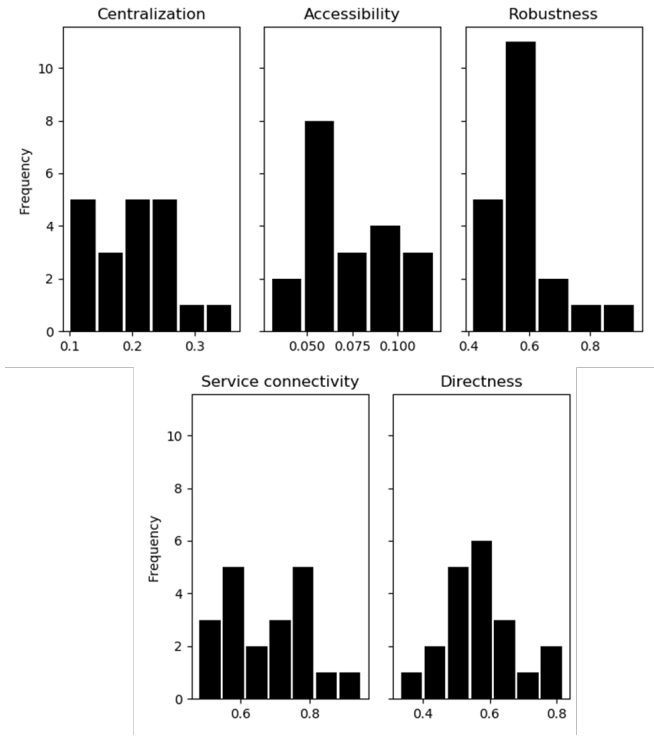 Centralization Accessibility Robustness
10
8
6
4
2
0
Frequency
0.1 0.2 0.3 0.050 0.075 0.100 0.4 0.6 0.8
Service connectivity Directness
10
8
6
4
2
0
Frequency
0.6 0.8 0.4 0.6 0.8